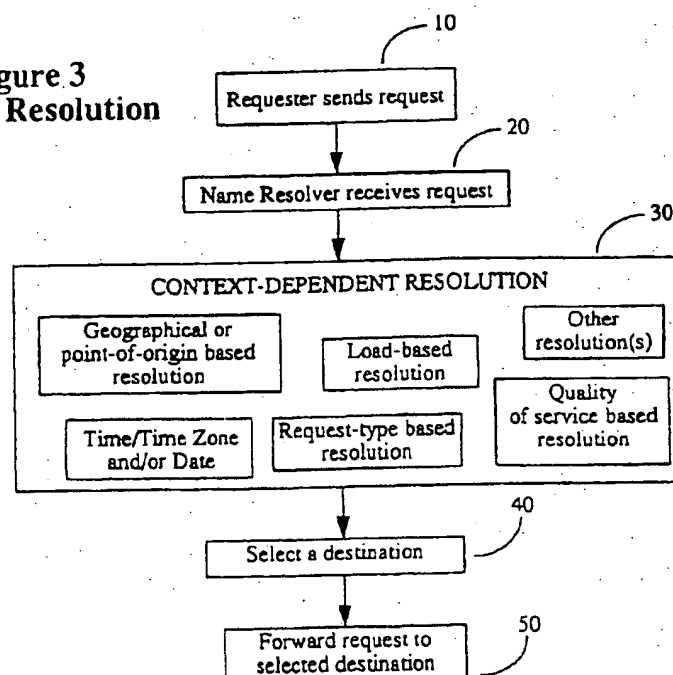 10
gure 3
Resolution
Requester sends request
20
Name Resolver receives request
30
CONTEXT-DEPENDENT RESOLUTION
Geographical or
point-of-origin based
resolution
Load-based
resolution
Other
resolution(s)
Time/Time Zone
and/or Date
Request-type based
resolution
Quality
of service based
resolution
40
Select a destination
50
Forward request to
selected destination